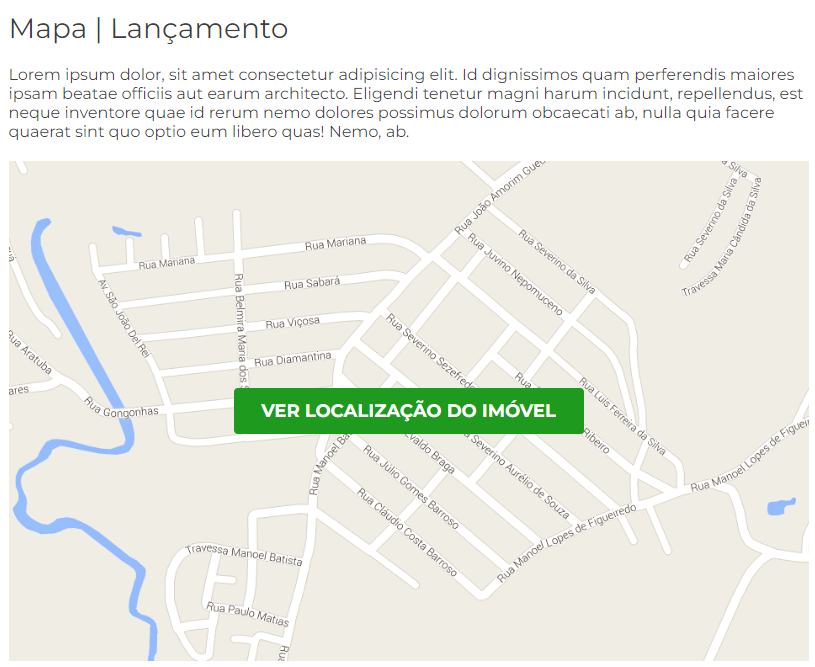 Mapa | Lançamento
Lorem ipsum dolor, sit amet consectetur adipisicing elit. Id dignissimos quam perferendis maiores
ipsam beatae officiis aut earum architecto. Eligendi tenetur magni harum incidunt, repellendus, est
neque inventore quae id rerum nemo dolores possimus dolorum obcaecati ab, nulla quia facere
quaerat sint quo optio eum libero quas! Nemo, ab.
Rua João Amorim
Rua Severino da Silva
Travessa Maria Cândida da Silva
Rua Mariana
Rua Mariana
Rua Severino da Silva
Rua Juvino Nepomuceno
Rua Sabará
Av. São João Del Rei
Rua Belmira Maria dos
Rua Viçosa
Rua Severino Sezefredo
Rua Diamantina
Rua Aratuba
Rua Gongonhas
VER LOCALIZAÇÃO DO IMÓVEL
Rua Luis Ferreira da Silva
Ribeiro
Rua Manoel
Braga
Severino Aurélio de Souza
Rua Júlio Gomes Barroso
Rua Cláudio Costa Barroso
Rua Manoel Lopes de
Rua Manoel Lopes de Figueiredo
Travessa Manoel Batista
Rua Paulo Matias
Rua